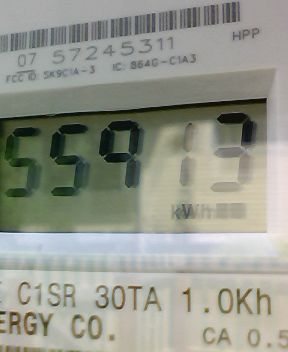 07 57245311
HPP
FCC ID: SK9C1A-3 IC: 864G-C1A3
55913
kWh
C1SR 30TA 1.0Kh
ERGY CO.
CA 0.5